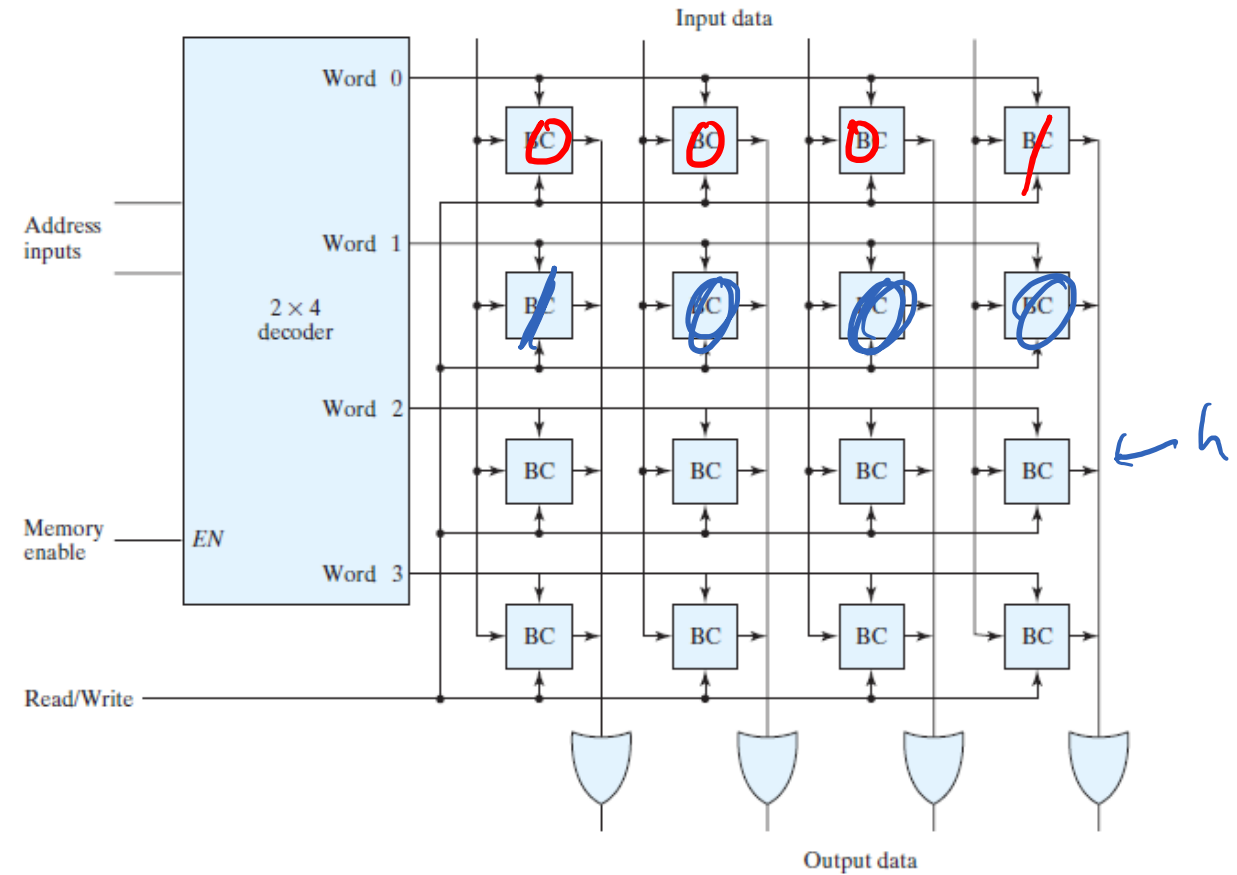 Input data
Word 0
BC BC BC BC
0 0 0 1
Address
inputs
Word 1
BC BC BC BC
1 0 0 0
2 × 4
decoder
Word 2
BC BC BC BC
Memory
enable
EN
Word 3
BC BC BC BC
Read/Write
Output data